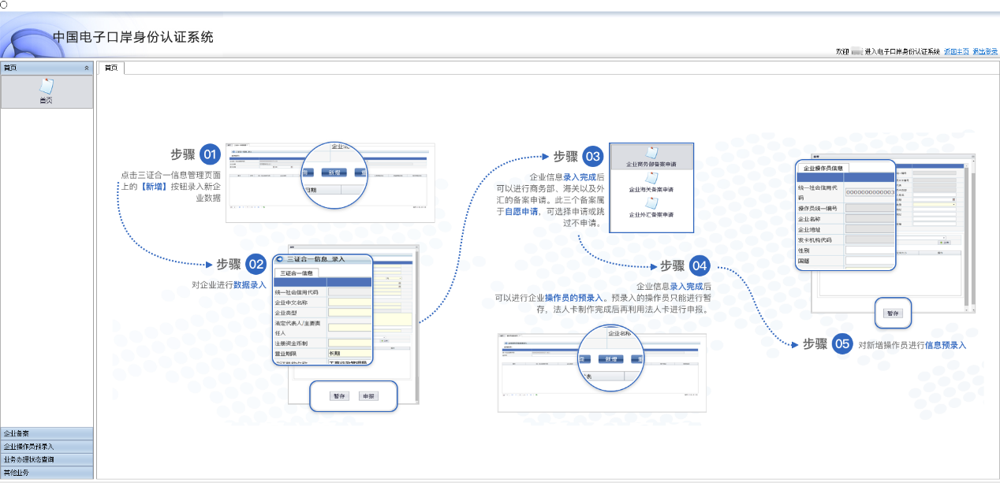 中国电子口岸身份认证系统
欢迎 进入电子口岸身份认证系统 返回主页 退出登录
首页
首页
首页
企业备案
企业操作员预录入
业务办理状态查询
其他业务
步骤 01
点击三证合一信息管理页面
上的【新增】按钮录入新企
业数据
新增
日期
步骤 02
对企业进行数据录入
三证合一信息_录入
三证合一信息
统一社会信用代码
企业中文名称
企业类型
法定代表人/主要责
任人
注册资金币制
营业期限
长期
暂存
申报
步骤 03
企业信息录入完成后
可以进行商务部、海关以及外
汇的备案申请。此三个备案属
于自愿申请，可选择申请或跳
过不申请。
企业商务部备案申请
企业海关备案申请
企业外汇备案申请
步骤 04
企业信息录入完成后
可以进行企业操作员的预录入。预录入的操作员只能进行暂
存，法人卡制作完成后再利用法人卡进行申报。
企业名称
新增
企业操作员信息
统一社会信用代
码
0000000000003
操作员统一编号
企业名称
企业地址
发卡机构代码
性别
国籍
暂存
步骤 05
对新增操作员进行信息预录入